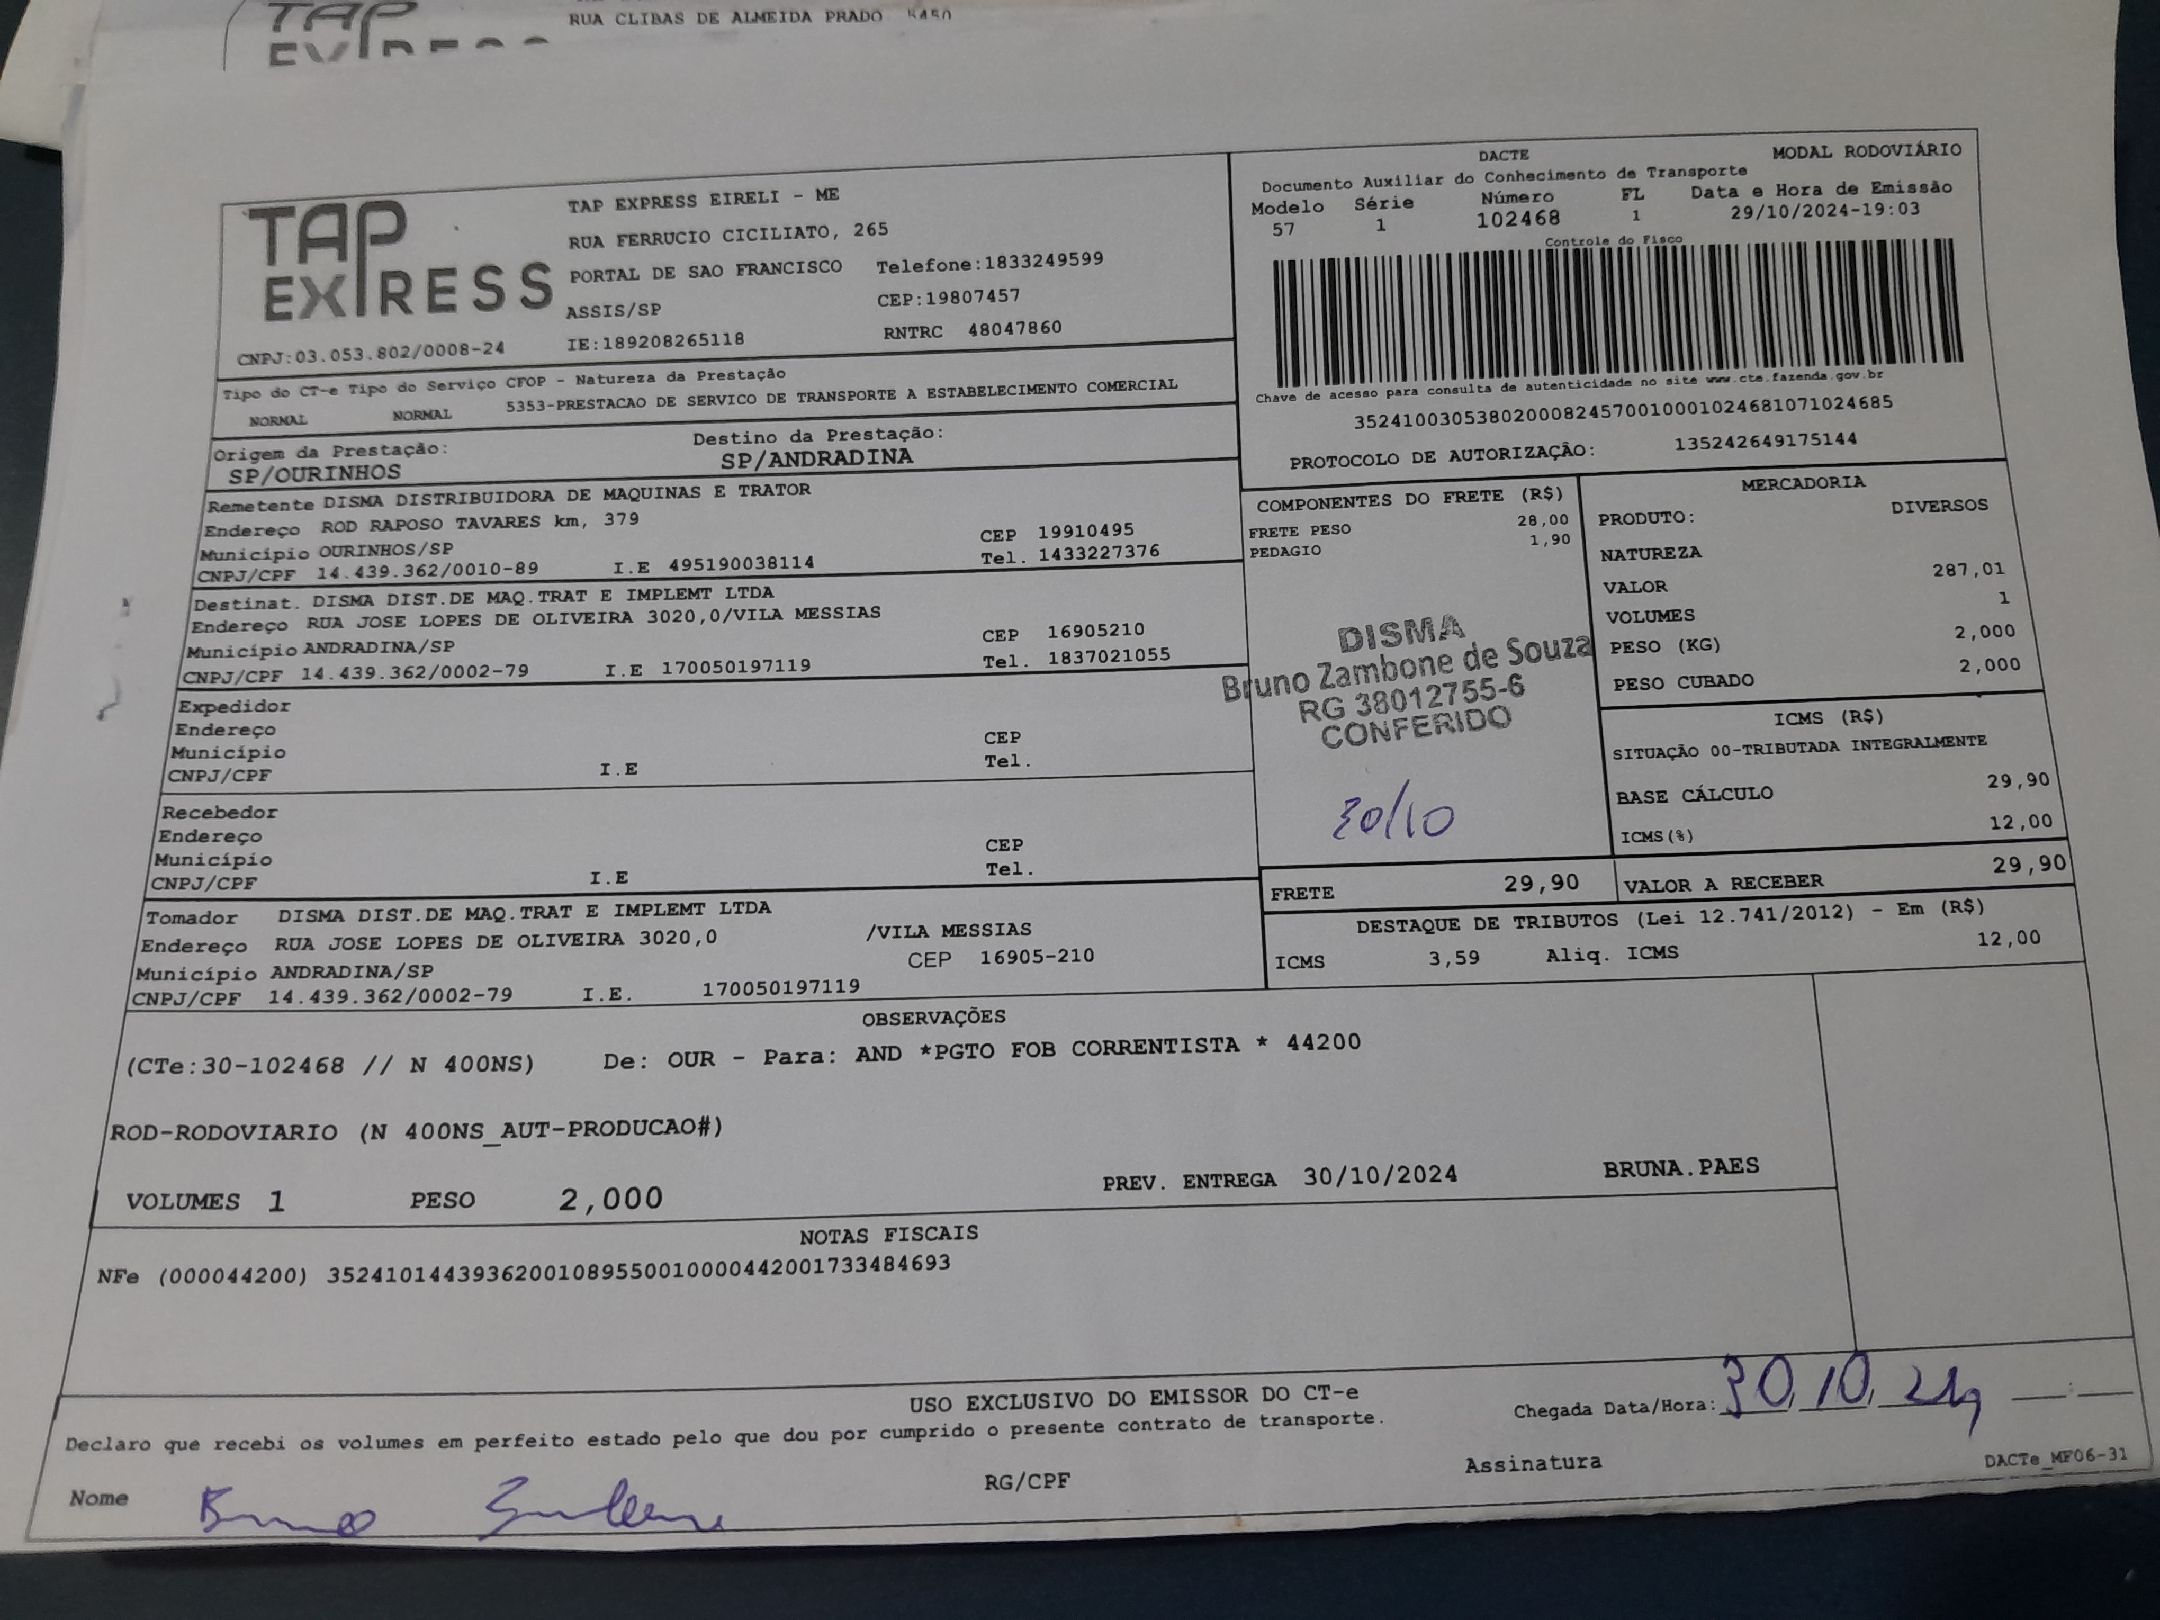 TAP
RUA CLIBAS DE ALMEIDA PRADO 5450
TAP EXPRESS
TAP EXPRESS EIRELI - ME
RUA FERRUCIO CICILIATO, 265
PORTAL DE SAO FRANCISCO Telefone:1833249599
ASSIS/SP CEP:19807457
CNPJ:03.053.802/0008-24 IE:189208265118 RNTRC 48047860
DACTE MODAL RODOVIÁRIO
Documento Auxiliar do Conhecimento de Transporte
Modelo Série Número FL Data e Hora de Emissão
57 1 102468 1 29/10/2024-19:03
Controle do Fisco
Chave de acesso para consulta de autenticidade no site www.cte.fazenda.gov.br
35241003053802000824570010001024681071024685
PROTOCOLO DE AUTORIZAÇÃO: 135242649175144
Tipo do CT-e Tipo do Serviço CFOP - Natureza da Prestação
NORMAL NORMAL 5353-PRESTACAO DE SERVICO DE TRANSPORTE A ESTABELECIMENTO COMERCIAL
Origem da Prestação: Destino da Prestação:
SP/OURINHOS SP/ANDRADINA
Remetente DISMA DISTRIBUIDORA DE MAQUINAS E TRATOR
Endereço ROD RAPOSO TAVARES km, 379 CEP 19910495
Município OURINHOS/SP Tel. 1433227376
CNPJ/CPF 14.439.362/0010-89 I.E 495190038114
Destinat. DISMA DIST.DE MAQ.TRAT E IMPLEMT LTDA
Endereço RUA JOSE LOPES DE OLIVEIRA 3020,0/VILA MESSIAS
Município ANDRADINA/SP CEP 16905210
CNPJ/CPF 14.439.362/0002-79 I.E 170050197119 Tel. 1837021055
Expedidor
Endereço
Município CEP
CNPJ/CPF I.E Tel.
Recebedor
Endereço
Município CEP
CNPJ/CPF I.E Tel.
Tomador DISMA DIST.DE MAQ.TRAT E IMPLEMT LTDA
Endereço RUA JOSE LOPES DE OLIVEIRA 3020,0 /VILA MESSIAS
Município ANDRADINA/SP CEP 16905-210
CNPJ/CPF 14.439.362/0002-79 I.E. 170050197119
COMPONENTES DO FRETE (R$)
FRETE PESO 28,00
PEDAGIO 1,90
DISMA
Bruno Zambone de Souza
RG 38012755-6
CONFERIDO
30/10
MERCADORIA
PRODUTO: DIVERSOS
NATUREZA
VALOR 287,01
VOLUMES 1
PESO (KG) 2,000
PESO CUBADO 2,000
ICMS (R$)
SITUAÇÃO 00-TRIBUTADA INTEGRALMENTE
BASE CÁLCULO 29,90
ICMS(%) 12,00
FRETE 29,90 VALOR A RECEBER 29,90
DESTAQUE DE TRIBUTOS (Lei 12.741/2012) - Em (R$)
ICMS 3,59 Aliq. ICMS 12,00
OBSERVAÇÕES
(CTe:30-102468 // N 400NS) De: OUR - Para: AND *PGTO FOB CORRENTISTA * 44200
ROD-RODOVIARIO (N 400NS_AUT-PRODUCAO#)
VOLUMES 1 PESO 2,000 PREV. ENTREGA 30/10/2024 BRUNA.PAES
NOTAS FISCAIS
NFe (000044200) 35241014439362001089550010000442001733484693
USO EXCLUSIVO DO EMISSOR DO CT-e
Declaro que recebi os volumes em perfeito estado pelo que dou por cumprido o presente contrato de transporte.
Chegada Data/Hora: 30,10,24 :
Nome Bruno RG/CPF Assinatura
DACTe_MF06-31